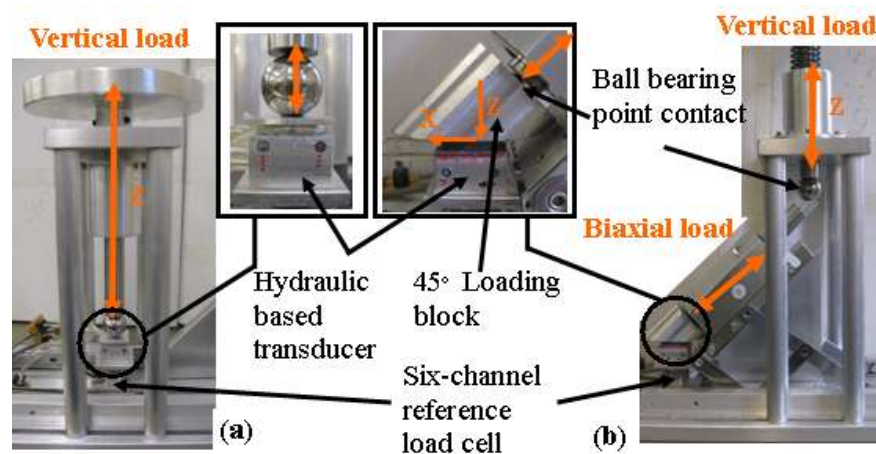 Vertical load
Vertical load
Z
X
Z
Z
Ball bearing
point contact
Biaxial load
Hydraulic
based
transducer
45° Loading
block
Six-channel
reference
load cell
(a)
(b)